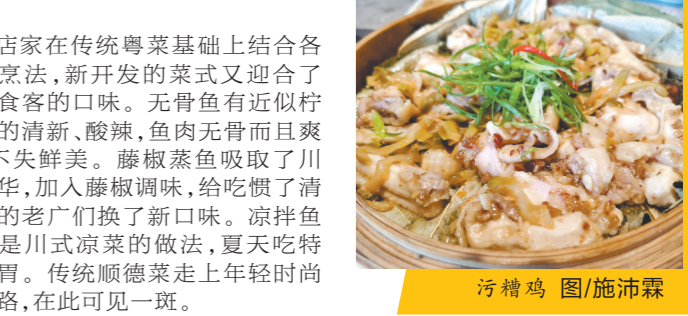 店家在传统粤菜基础上结合各
烹法,新开发的菜式又迎合了
食客的口味。无骨鱼有近似柠
的清新、酸辣,鱼肉无骨而且爽
不失鲜美。藤椒蒸鱼吸取了川
华,加入藤椒调味,给吃惯了清
的老广们换了新口味。凉拌鱼
是川式凉菜的做法,夏天吃特
胃。传统顺德菜走上年轻时尚
路,在此可见一斑。
污糟鸡 图/施沛霖